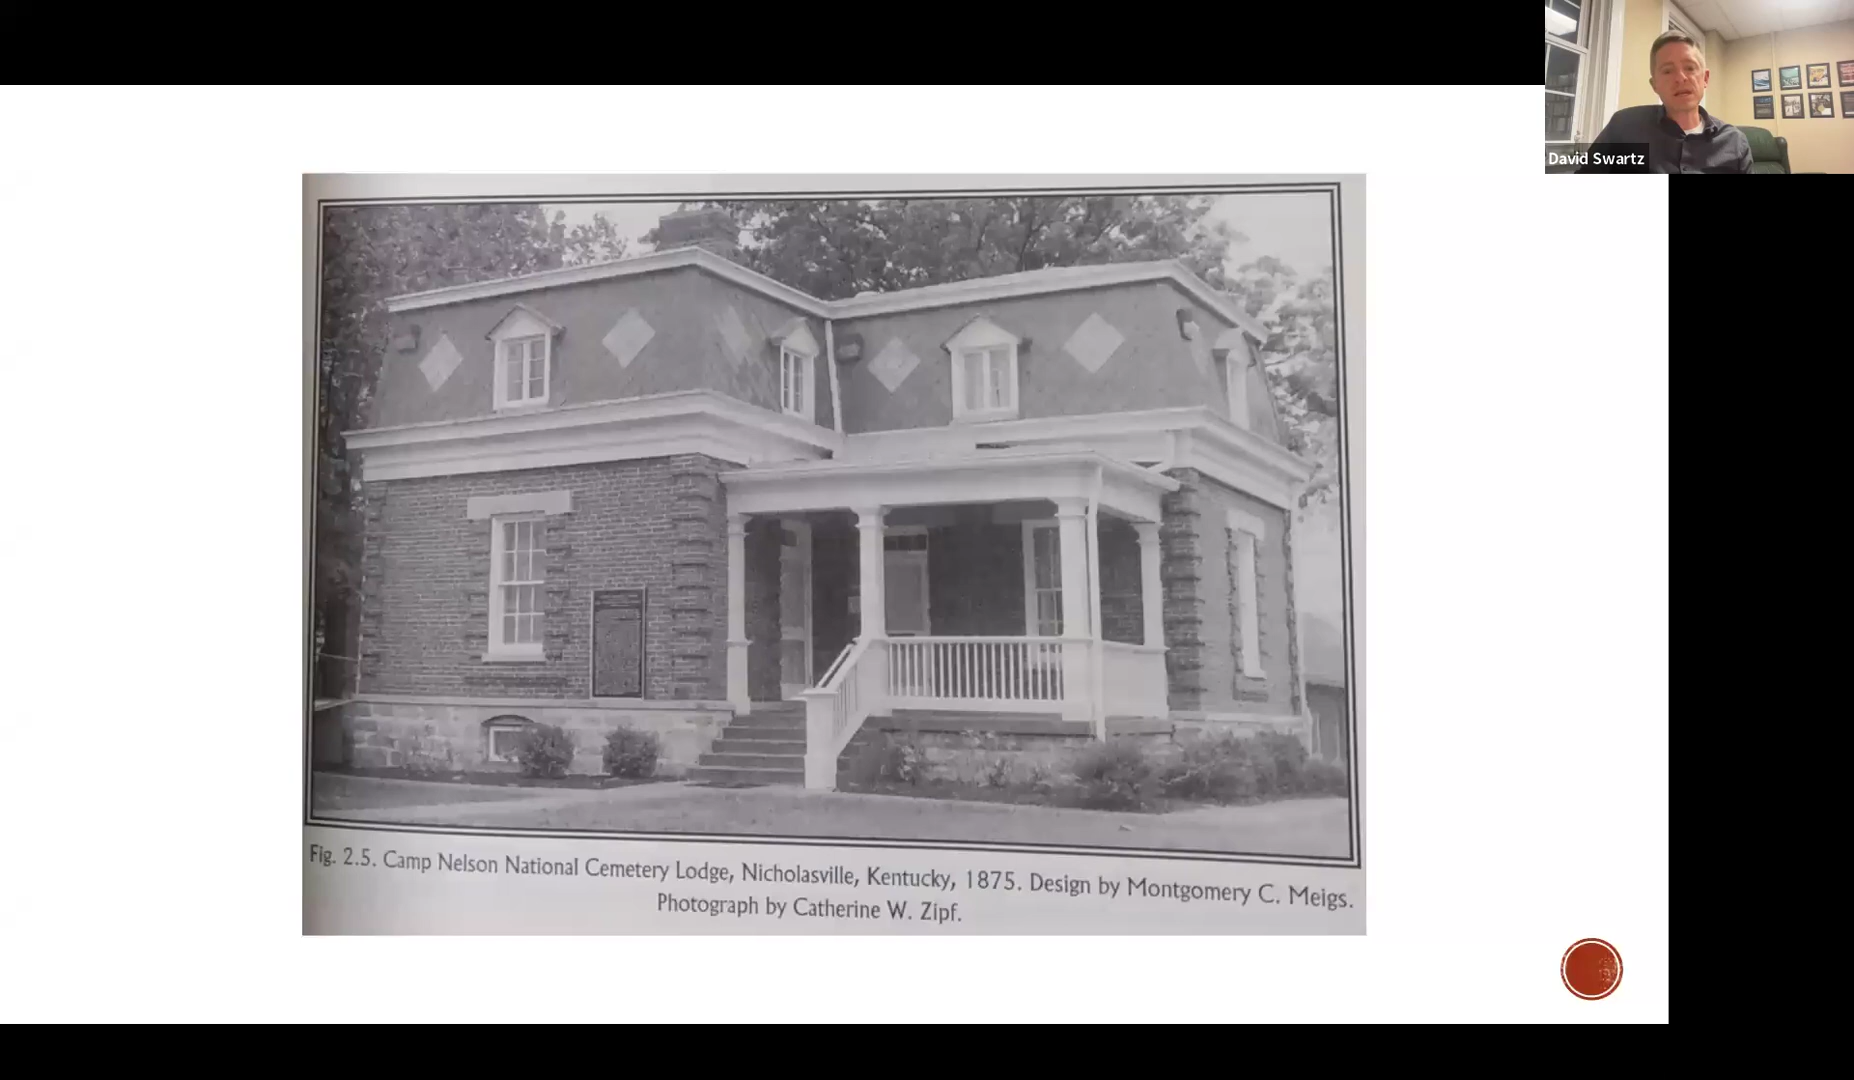 David Swartz
Fig. 2.5. Camp Nelson National Cemetery Lodge, Nicholasville, Kentucky, 1875. Design by Montgomery C. Meigs.
Photograph by Catherine W. Zipf.